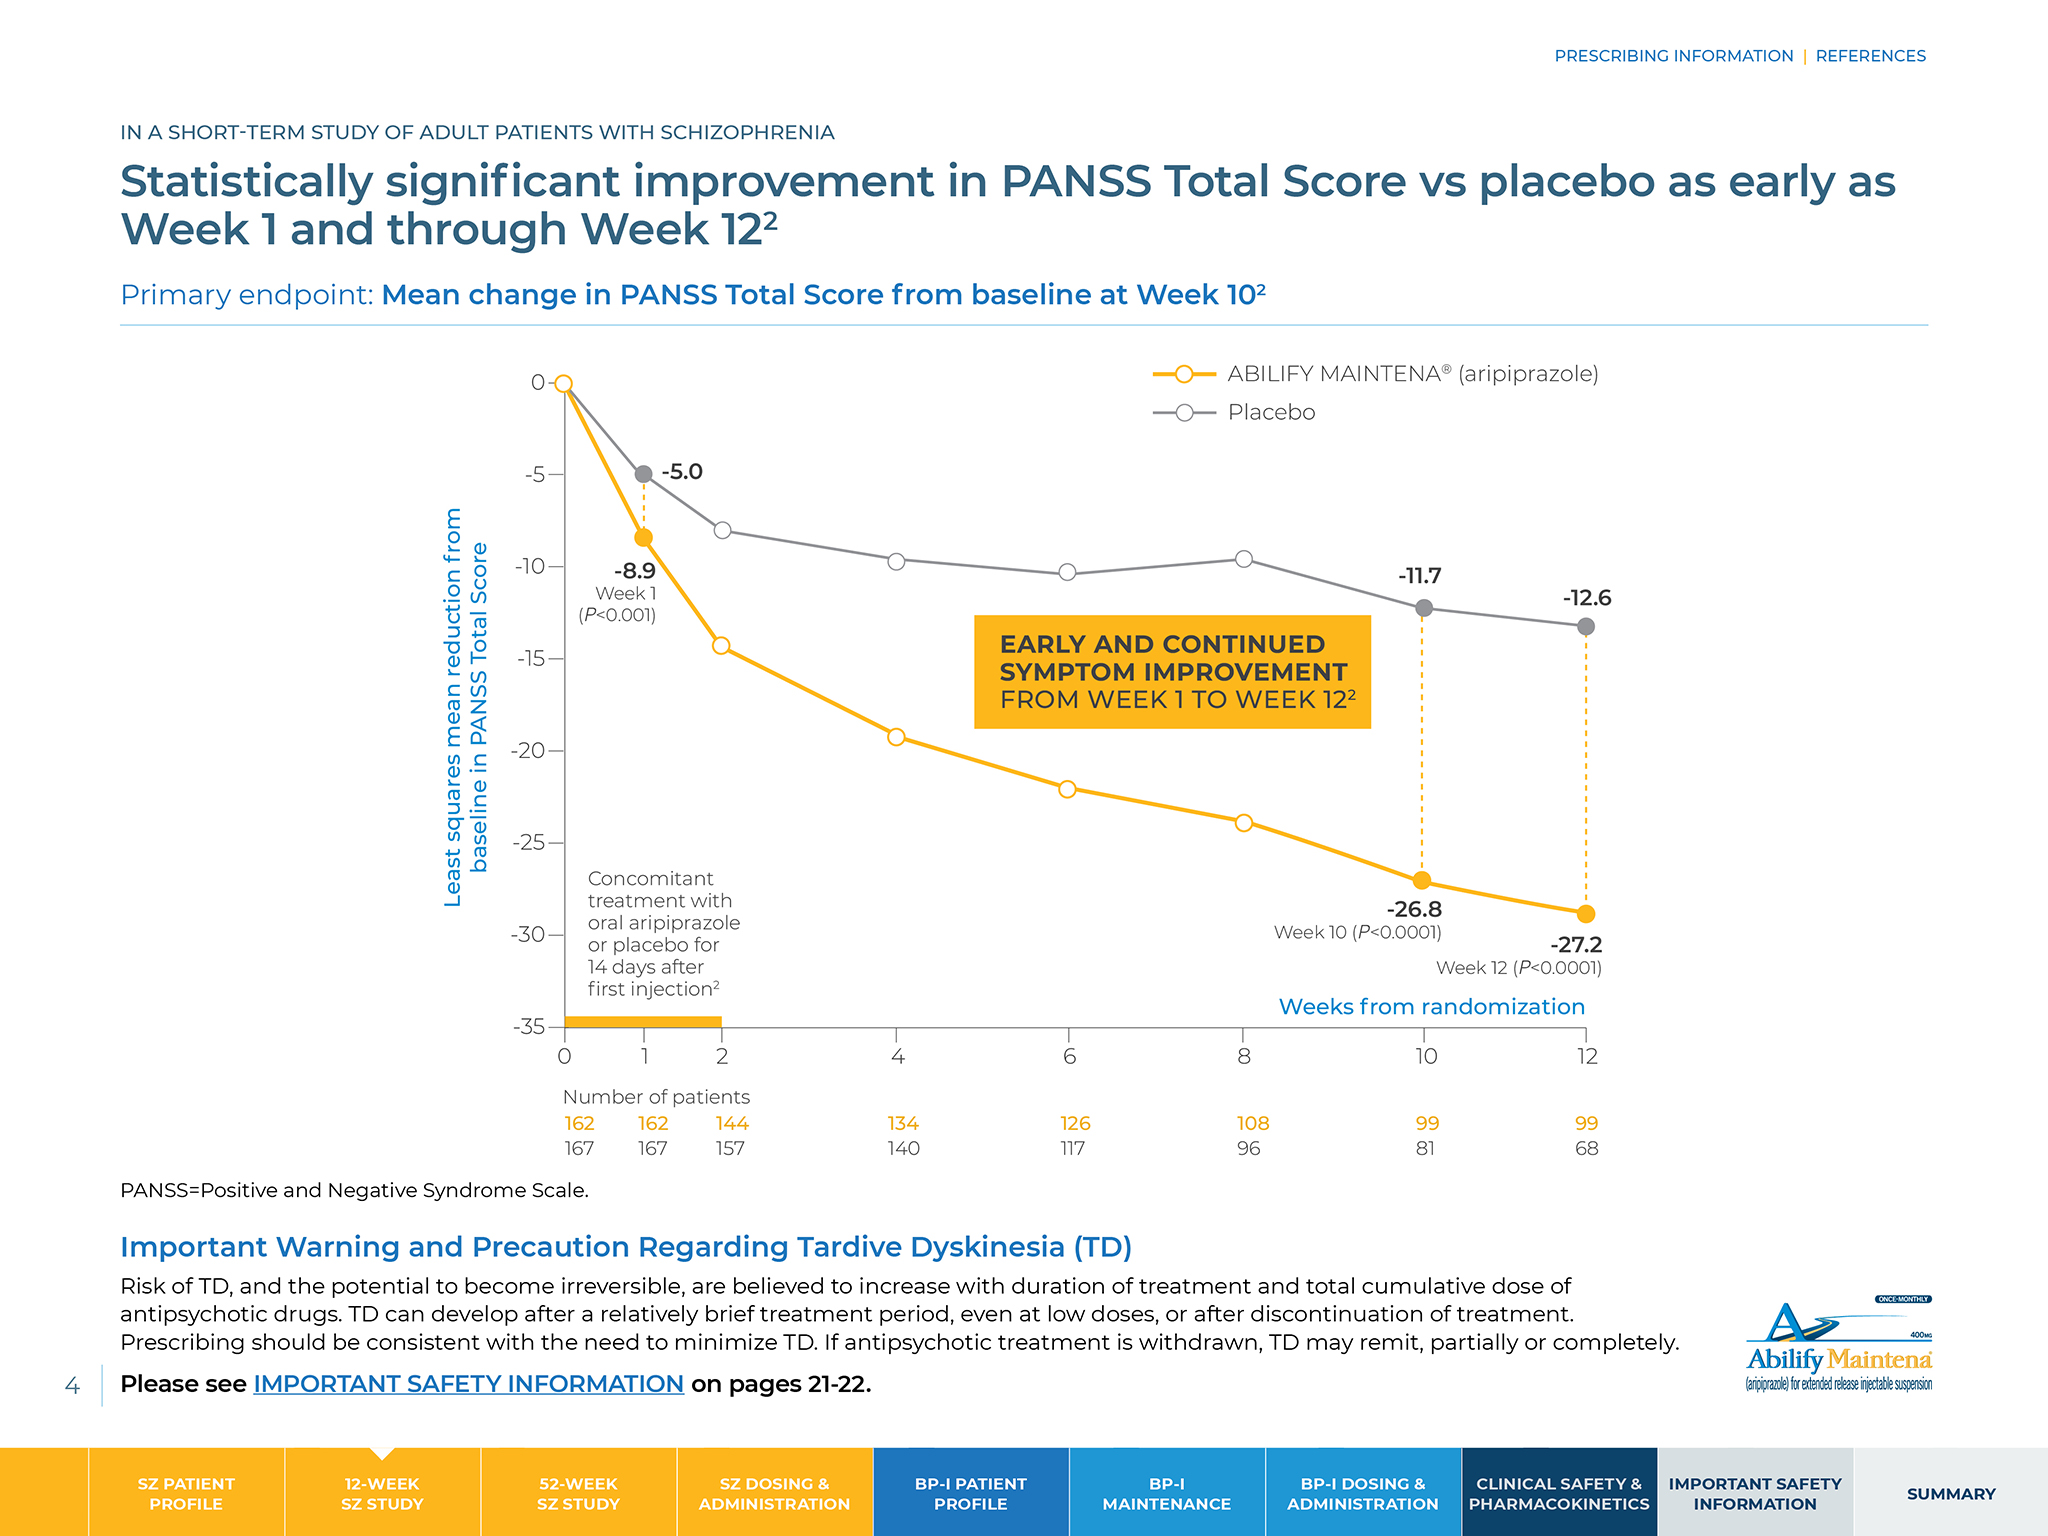 PRESCRIBING INFORMATION | REFERENCES
IN A SHORT-TERM STUDY OF ADULT PATIENTS WITH SCHIZOPHRENIA
Statistically significant improvement in PANSS Total Score vs placebo as early as
Week 1 and through Week 12²
Primary endpoint: Mean change in PANSS Total Score from baseline at Week 10²
ABILIFY MAINTENA® (aripiprazole)
Placebo
Least squares mean reduction from
baseline in PANSS Total Score
0
-5
-10
-15
-20
-25
-30
-35
-5.0
-8.9
Week 1
(P<0.001)
-11.7
-12.6
EARLY AND CONTINUED
SYMPTOM IMPROVEMENT
FROM WEEK 1 TO WEEK 12²
-26.8
Week 10 (P<0.0001)
-27.2
Week 12 (P<0.0001)
Concomitant
treatment with
oral aripiprazole
or placebo for
14 days after
first injection²
Weeks from randomization
0 1 2 4 6 8 10 12
Number of patients
162 162 144 134 126 108 99 99
167 167 157 140 117 96 81 68
PANSS=Positive and Negative Syndrome Scale.
Important Warning and Precaution Regarding Tardive Dyskinesia (TD)
Risk of TD, and the potential to become irreversible, are believed to increase with duration of treatment and total cumulative dose of
antipsychotic drugs. TD can develop after a relatively brief treatment period, even at low doses, or after discontinuation of treatment.
Prescribing should be consistent with the need to minimize TD. If antipsychotic treatment is withdrawn, TD may remit, partially or completely.
4
Please see IMPORTANT SAFETY INFORMATION on pages 21-22.
ONCE-MONTHLY
400MG
Abilify Maintena®
(aripiprazole) for extended release injectable suspension
SZ PATIENT
PROFILE
12-WEEK
SZ STUDY
52-WEEK
SZ STUDY
SZ DOSING &
ADMINISTRATION
BP-I PATIENT
PROFILE
BP-I
MAINTENANCE
BP-I DOSING &
ADMINISTRATION
CLINICAL SAFETY &
PHARMACOKINETICS
IMPORTANT SAFETY
INFORMATION
SUMMARY